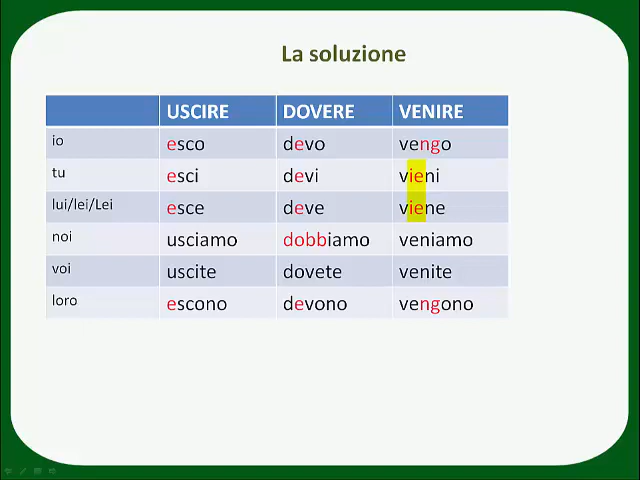 La soluzione
USCIRE DOVERE VENIRE
io esco devo vengo
tu esci devi vieni
lui/lei/Lei esce deve viene
noi usciamo dobbiamo veniamo
voi uscite dovete venite
loro escono devono vengono